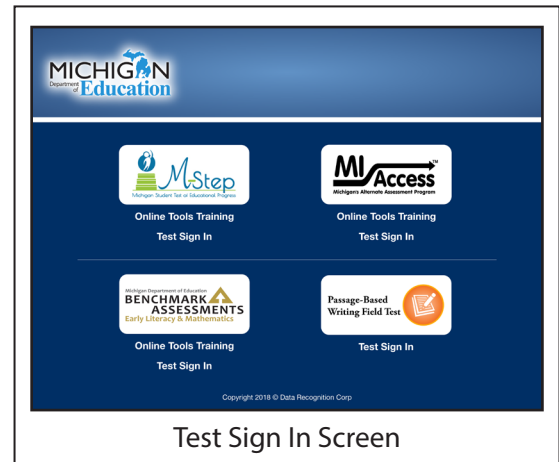 MICHIGAN
Department of Education
M-Step
Michigan Student Test of Educational Progress
Online Tools Training
Test Sign In
MI Access™
Michigan's Alternate Assessment Program
Online Tools Training
Test Sign In
Michigan Department of Education
BENCHMARK
ASSESSMENTS
Early Literacy & Mathematics
Online Tools Training
Test Sign In
Passage-Based
Writing Field Test
Test Sign In
Copyright 2018 © Data Recognition Corp
Test Sign In Screen